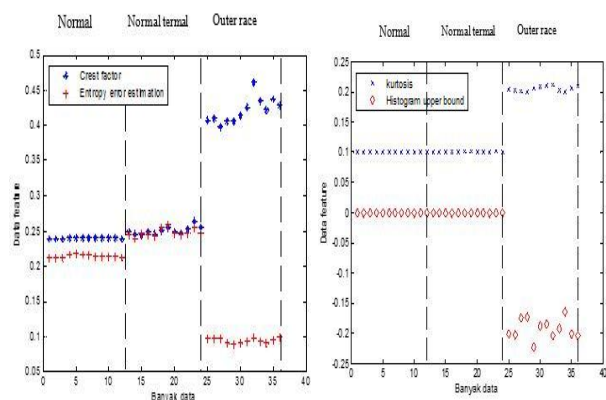 Normal Normal termal Outer race
0.5
0.45
0.4
0.35
0.3
0.25
0.2
0.15
0.1
0.05
Data feature
Crest factor
Entropy error estimation
0 5 10 15 20 25 30 35 40
Banyak data
Normal Normal termal Outer race
0.25
0.2
0.15
0.1
0.05
0
-0.05
-0.1
-0.15
-0.2
-0.25
Data feature
kurtosis
Histogram upper bound
0 5 10 15 20 25 30 35 40
Banyak data